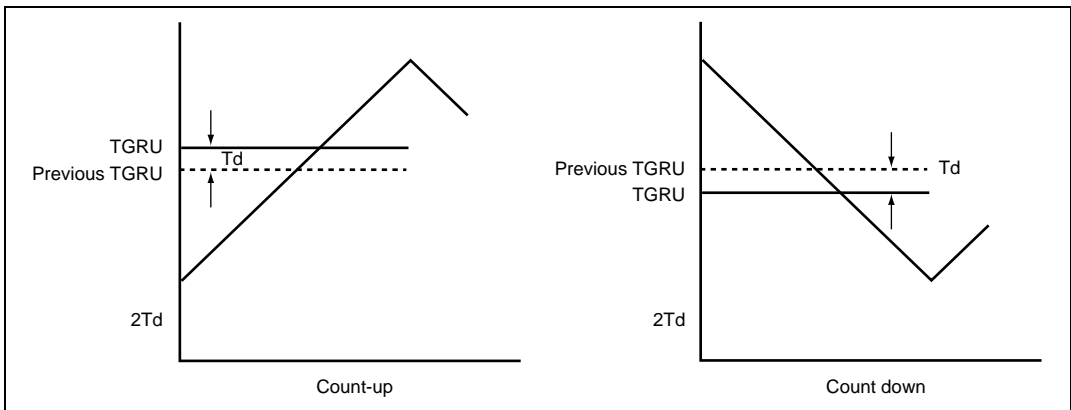 TGRU
Td
Previous TGRU
2Td
Count-up
Previous TGRU
Td
TGRU
2Td
Count down